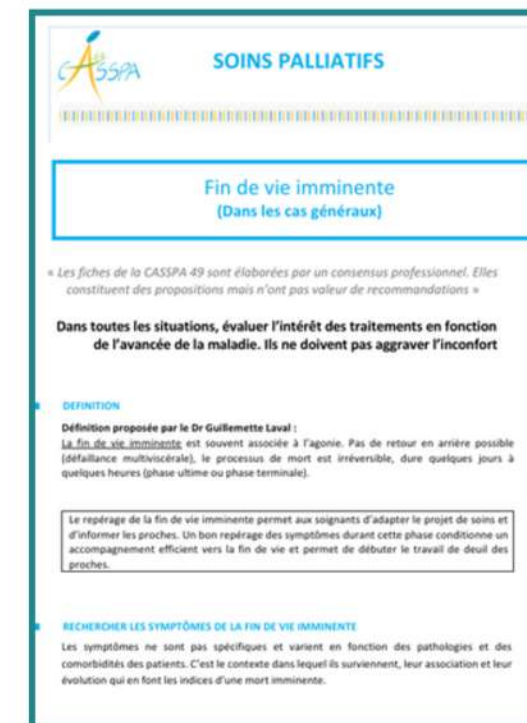 CASSPA
49
SOINS PALLIATIFS
Fin de vie imminente
(Dans les cas généraux)
« Les fiches de la CASSPA 49 sont élaborées par un consensus professionnel. Elles
constituent des propositions mais n'ont pas valeur de recommandations »
Dans toutes les situations, évaluer l'intérêt des traitements en fonction
de l'avancée de la maladie. Ils ne doivent pas aggraver l'inconfort
DEFINITION
Définition proposée par le Dr Guillemette Laval :
La fin de vie imminente est souvent associée à l'agonie. Pas de retour en arrière possible
(défaillance multiviscérale), le processus de mort est irréversible, dure quelques jours à
quelques heures (phase ultime ou phase terminale).
Le repérage de la fin de vie imminente permet aux soignants d'adapter le projet de soins et
d'informer les proches. Un bon repérage des symptômes durant cette phase conditionne un
accompagnement efficient vers la fin de vie et permet de débuter le travail de deuil des
proches.
RECHERCHER LES SYMPTÔMES DE LA FIN DE VIE IMMINENTE
Les symptômes ne sont pas spécifiques et varient en fonction des pathologies et des
comorbidités des patients. C'est le contexte dans lequel ils surviennent, leur association et leur
évolution qui en font les indices d'une mort imminente.